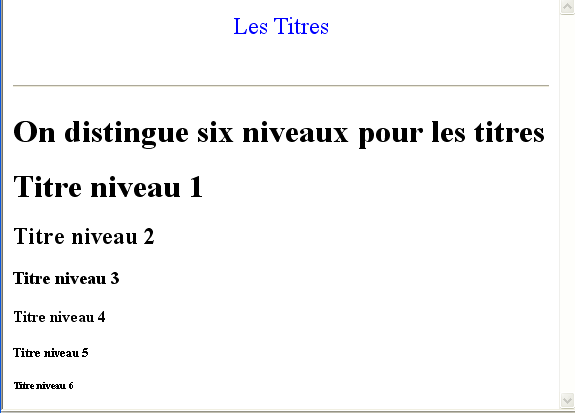 Les Titres
On distingue six niveaux pour les titres
Titre niveau 1
Titre niveau 2
Titre niveau 3
Titre niveau 4
Titre niveau 5
Titre niveau 6